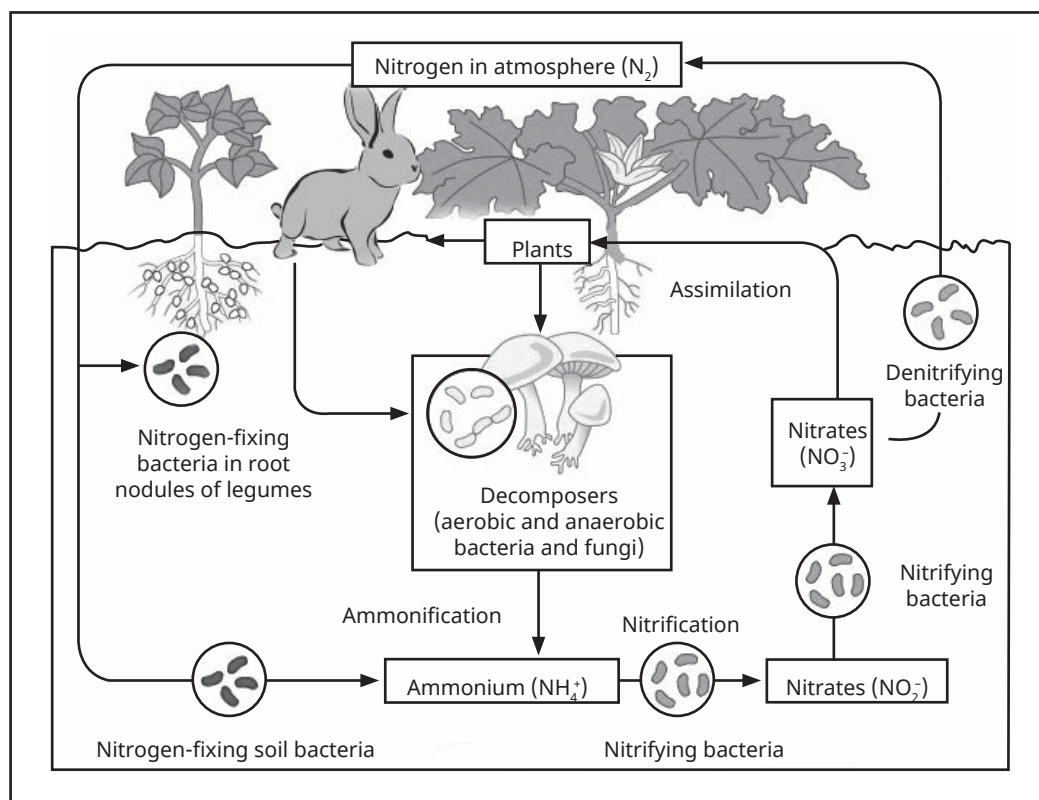 Nitrogen in atmosphere (N₂)
Plants
Assimilation
Denitrifying
bacteria
Nitrogen-fixing
bacteria in root
nodules of legumes
Nitrates
(NO₃⁻)
Decomposers
(aerobic and anaerobic
bacteria and fungi)
Nitrifying
bacteria
Ammonification
Nitrification
Ammonium (NH₄⁺)
Nitrates (NO₂⁻)
Nitrogen-fixing soil bacteria
Nitrifying bacteria